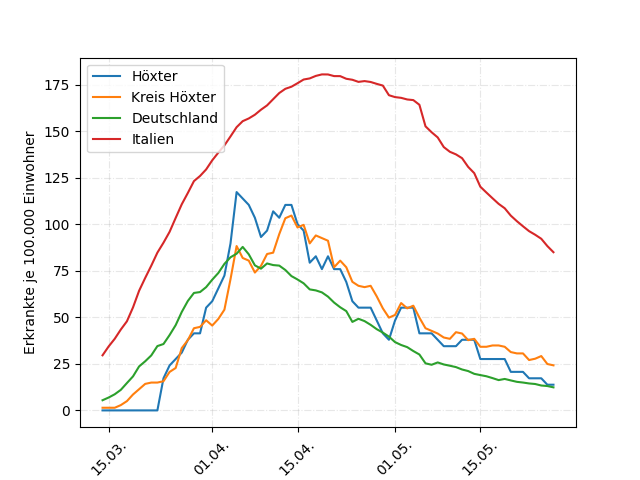 Höxter
Kreis Höxter
Deutschland
Italien
Erkrankte je 100.000 Einwohner
175
150
125
100
75
50
25
0
15.03.
01.04.
15.04.
01.05.
15.05.